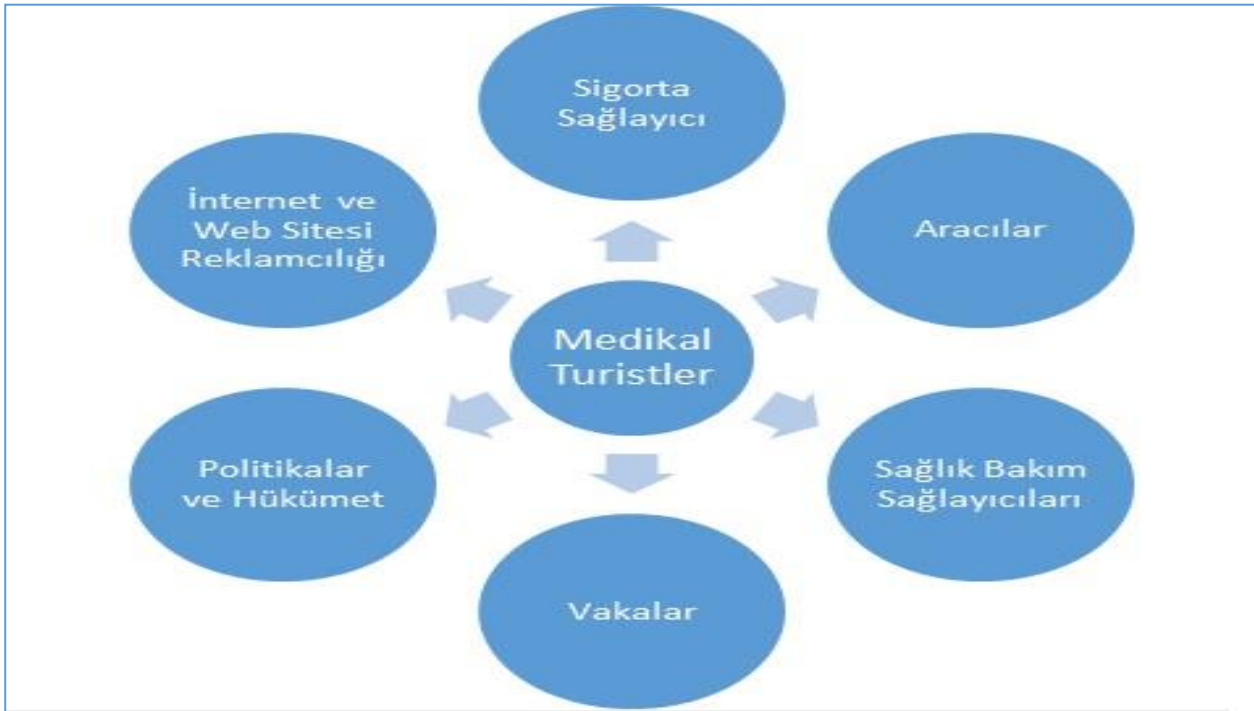 Sigorta
Sağlayıcı
Aracılar
Sağlık Bakım
Sağlayıcıları
Vakalar
Politikalar
ve Hükümet
İnternet ve
Web Sitesi
Reklamcılığı
Medikal
Turistler